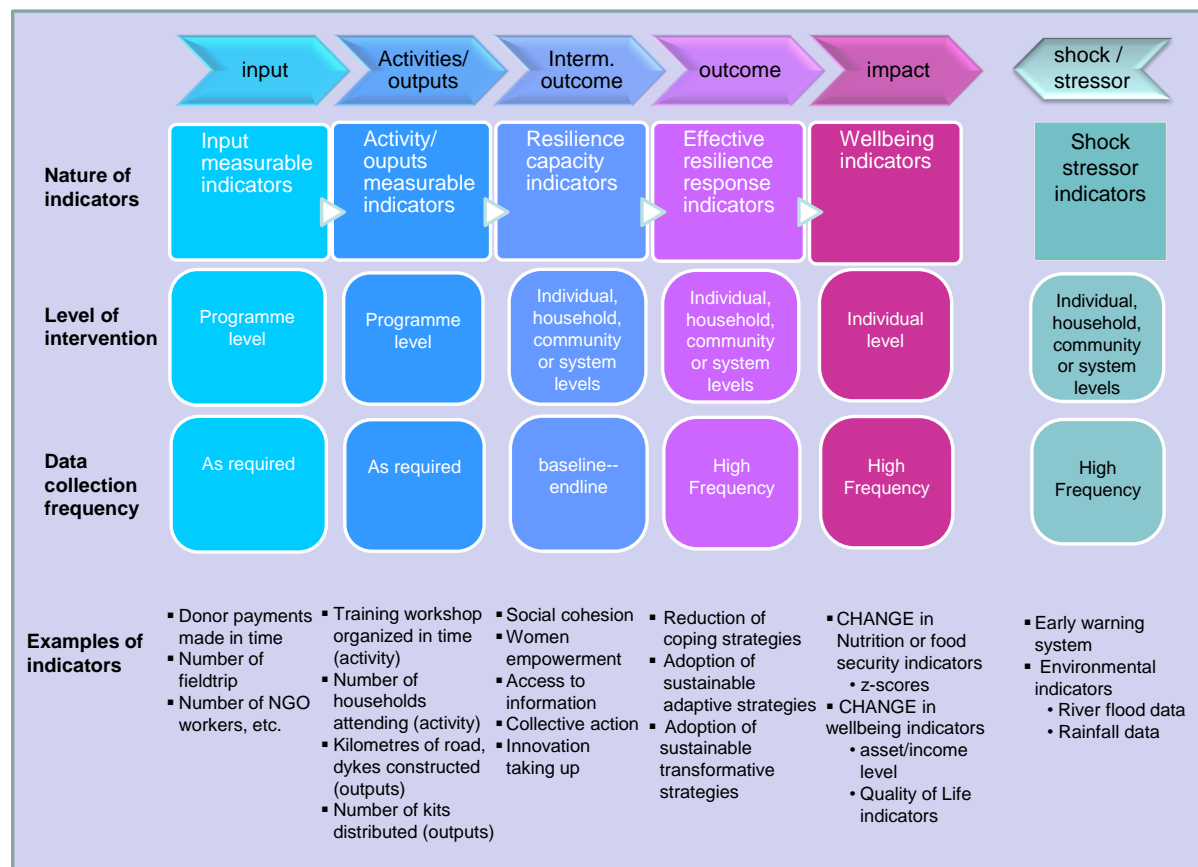 input
Activities/
outputs
Interm.
outcome
outcome
impact
shock /
stressor
Nature of
indicators
Input
measurable
indicators
Activity/
ouputs
measurable
indicators
Resilience
capacity
indicators
Effective
resilience
response
indicators
Wellbeing
indicators
Shock
stressor
indicators
Level of
intervention
Programme
level
Programme
level
Individual,
household,
community
or system
levels
Individual,
household,
community
or system
levels
Individual
level
Individual,
household,
community
or system
levels
Data
collection
frequency
As required
As required
baseline--
endline
High
Frequency
High
Frequency
High
Frequency
Examples of
indicators
▪ Donor payments
made in time
▪ Number of
fieldtrip
▪ Number of NGO
workers, etc.
▪ Training workshop
organized in time
(activity)
▪ Number of
households
attending (activity)
▪ Kilometres of road,
dykes constructed
(outputs)
▪ Number of kits
distributed (outputs)
▪ Social cohesion
▪ Women
empowerment
▪ Access to
information
▪ Collective action
▪ Innovation
taking up
▪ Reduction of
coping strategies
▪ Adoption of
sustainable
adaptive strategies
▪ Adoption of
sustainable
transformative
strategies
▪ CHANGE in
Nutrition or food
security indicators
• z-scores
▪ CHANGE in
wellbeing indicators
• asset/income
level
• Quality of Life
indicators
▪ Early warning
system
▪ Environmental
indicators
• River flood data
• Rainfall data